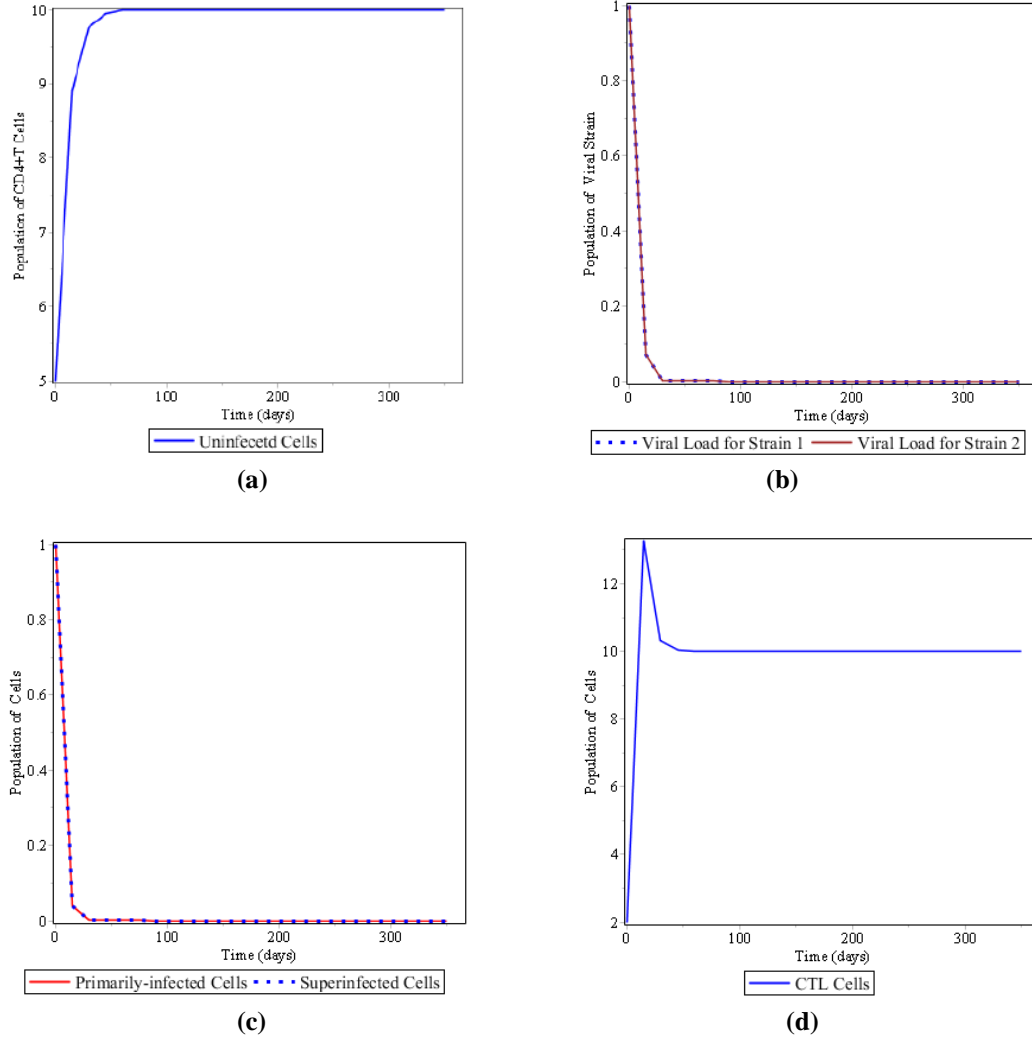 Population of CD4+T Cells
10
9
8
7
6
5
0 100 200 300
Time (days)
Uninfeceted Cells
(a)
Population of Viral Strain
1
0.8
0.6
0.4
0.2
0
0 100 200 300
Time (days)
Viral Load for Strain 1 Viral Load for Strain 2
(b)
Population of Cells
1
0.8
0.6
0.4
0.2
0
0 100 200 300
Time (days)
Primarily-infected Cells Superinfected Cells
(c)
Population of Cells
12
10
8
6
4
2
0 100 200 300
Time (days)
CTL Cells
(d)